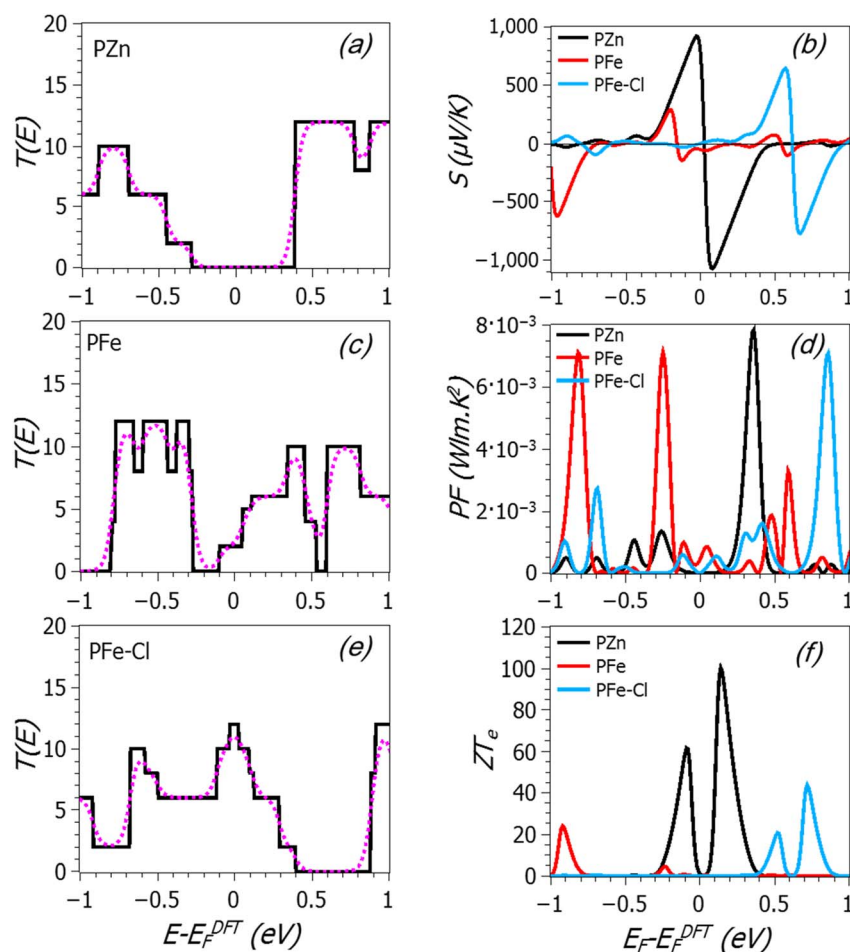 (a)
PZn
T(E)
20
15
10
5
0
−1
−0.5
0
0.5
1
(b)
PZn
PFe
PFe-Cl
S (µV/K)
1,000
500
0
−500
−1,000
−1
−0.5
0
0.5
1
(c)
PFe
T(E)
20
15
10
5
0
−1
−0.5
0
0.5
1
(d)
PZn
PFe
PFe-Cl
PF (W/m.K²)
8·10⁻³
6·10⁻³
4·10⁻³
2·10⁻³
0
−1
−0.5
0
0.5
1
(e)
PFe-Cl
T(E)
20
15
10
5
0
−1
−0.5
0
0.5
1
E-E_F^DFT (eV)
(f)
PZn
PFe
PFe-Cl
ZT_e
120
100
80
60
40
20
0
−1
−0.5
0
0.5
1
E_F-E_F^DFT (eV)